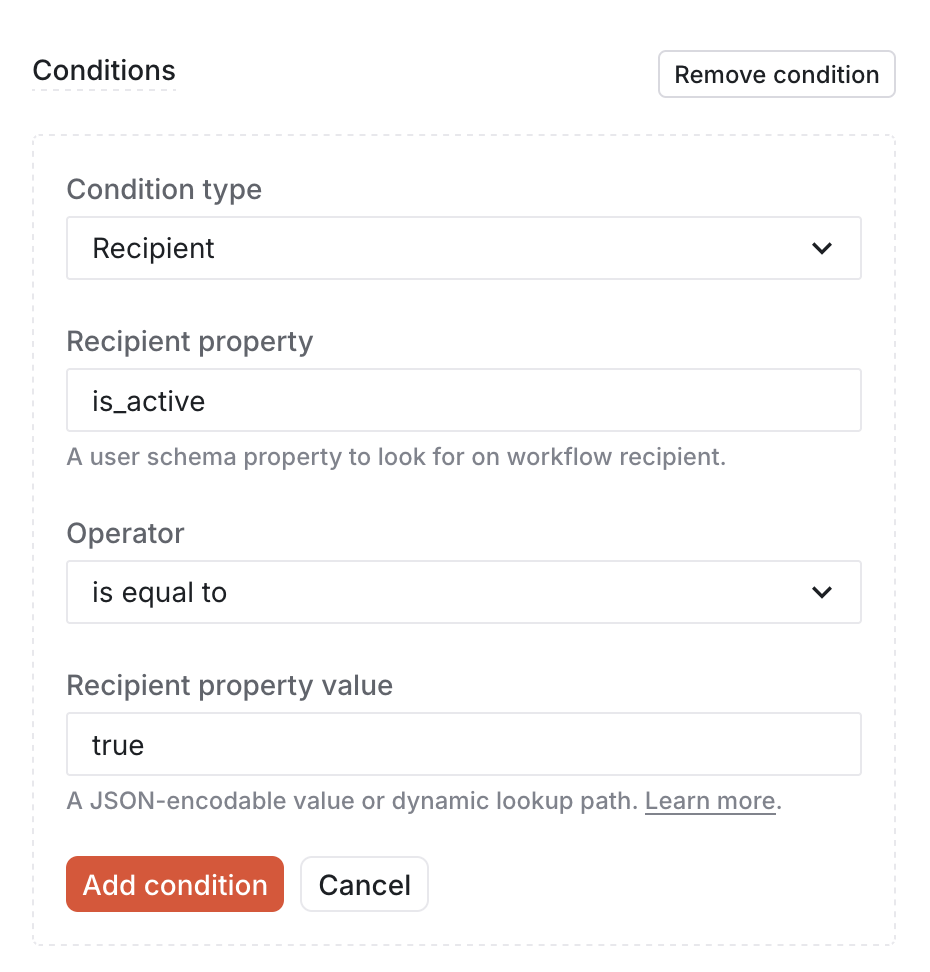 Conditions
Remove condition
Condition type
Recipient
Recipient property
is_active
A user schema property to look for on workflow recipient.
Operator
is equal to
Recipient property value
true
A JSON-encodable value or dynamic lookup path. Learn more.
Add condition
Cancel